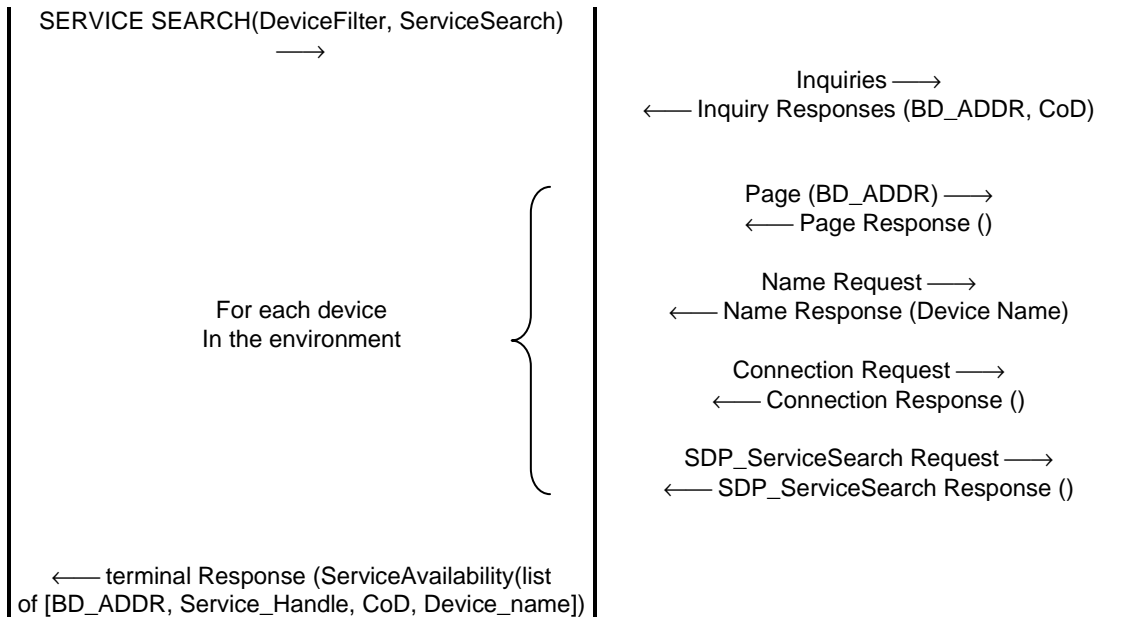 SERVICE SEARCH(DeviceFilter, ServiceSearch)
⟶
Inquiries ⟶
⟵ Inquiry Responses (BD_ADDR, CoD)
Page (BD_ADDR) ⟶
⟵ Page Response ()
Name Request ⟶
⟵ Name Response (Device Name)
For each device
In the environment
Connection Request ⟶
⟵ Connection Response ()
SDP_ServiceSearch Request ⟶
⟵ SDP_ServiceSearch Response ()
⟵ terminal Response (ServiceAvailability(list
of [BD_ADDR, Service_Handle, CoD, Device_name])